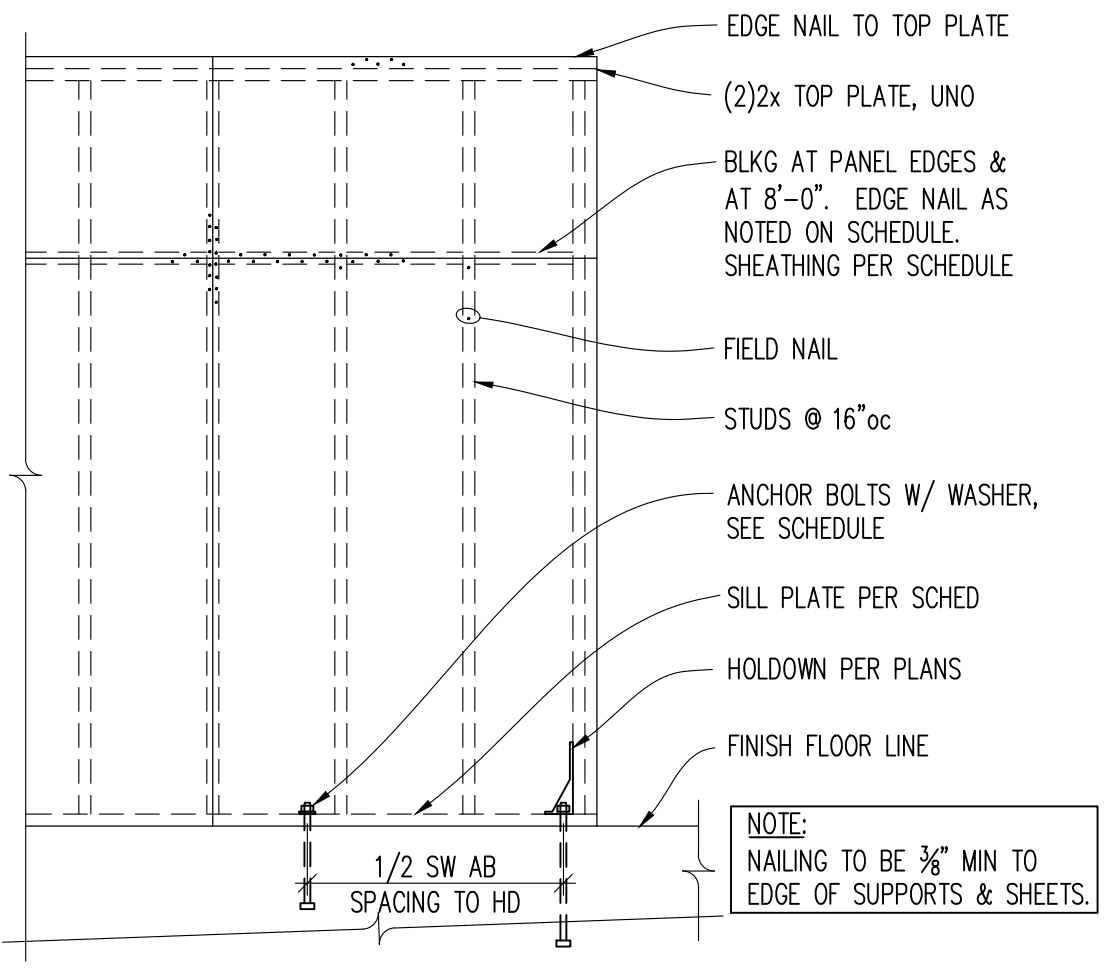 EDGE NAIL TO TOP PLATE
(2)2x TOP PLATE, UNO
BLKG AT PANEL EDGES &
AT 8'-0". EDGE NAIL AS
NOTED ON SCHEDULE.
SHEATHING PER SCHEDULE
FIELD NAIL
STUDS @ 16"oc
ANCHOR BOLTS W/ WASHER,
SEE SCHEDULE
SILL PLATE PER SCHED
HOLDOWN PER PLANS
FINISH FLOOR LINE
1/2 SW AB
SPACING TO HD
NOTE:
NAILING TO BE ⅜" MIN TO
EDGE OF SUPPORTS & SHEETS.